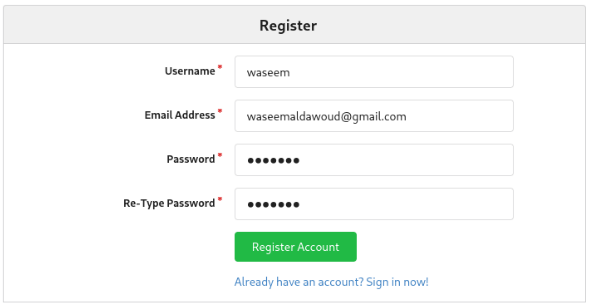 Register
Username *
waseem
Email Address *
waseemaldawoud@gmail.com
Password *
●●●●●●●
Re-Type Password *
●●●●●●●
Register Account
Already have an account? Sign in now!